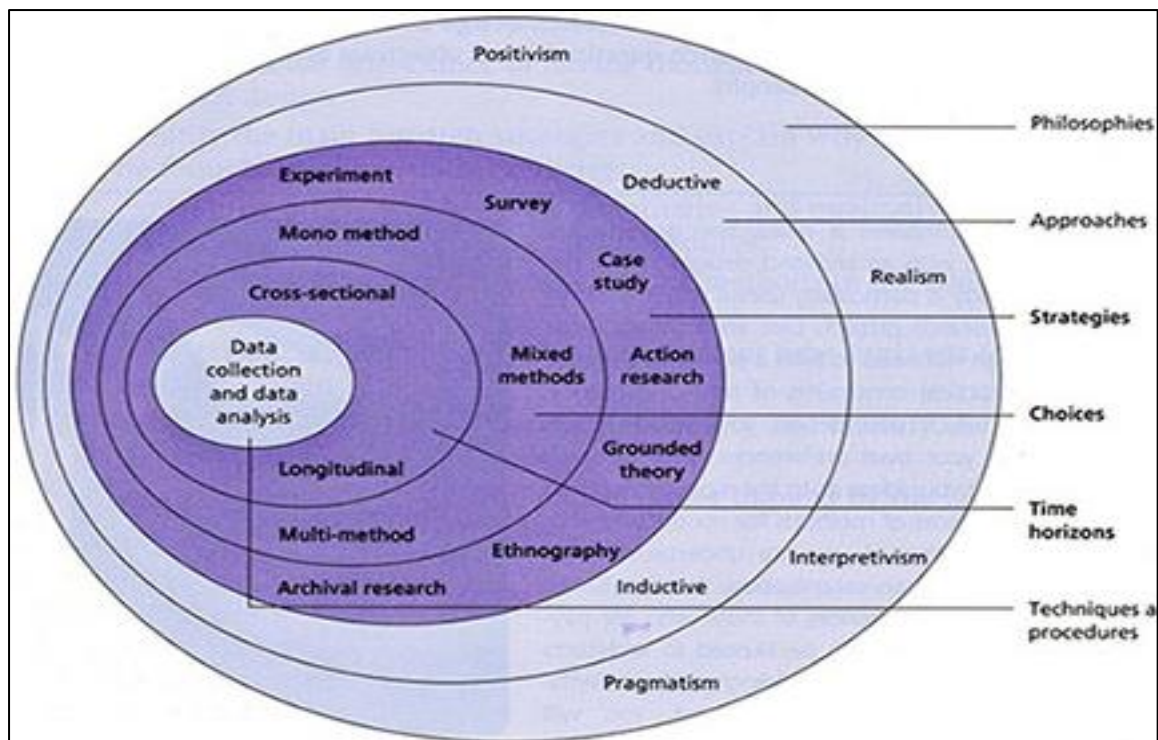 Positivism
Philosophies
Experiment
Deductive
Survey
Approaches
Mono method
Case
study
Realism
Cross-sectional
Strategies
Data
collection
and data
analysis
Mixed
methods
Action
research
Choices
Longitudinal
Grounded
theory
Time
horizons
Multi-method
Ethnography
Interpretivism
Archival research
Inductive
Techniques a
procedures
Pragmatism